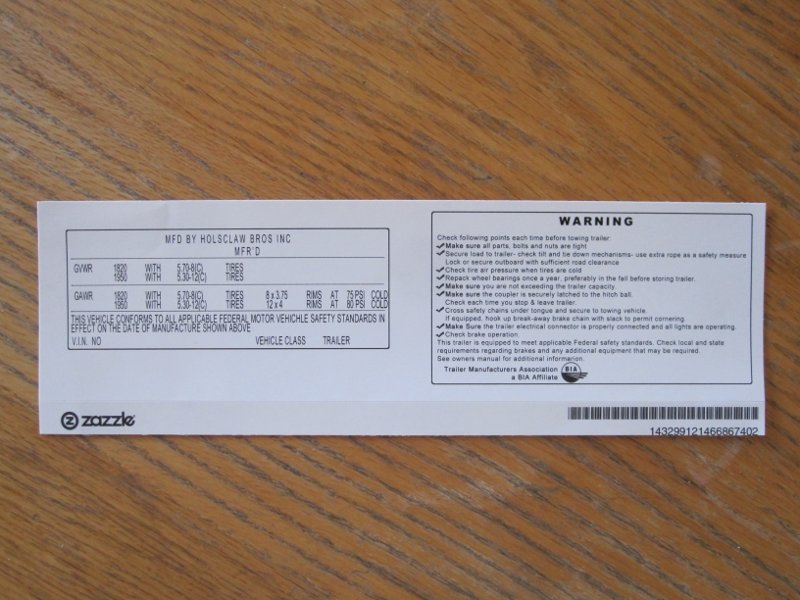 MFD BY HOLSCLAW BROS INC
MFR'D
GVWR 1820 WITH 5.70-8(C) TIRES
1950 WITH 5.30-12(C) TIRES
GAWR 1820 WITH 5.70-8(C) TIRES 8 x 3.75 RIMS AT 75 PSI COLD
1950 WITH 5.30-12(C) TIRES 12 x 4 RIMS AT 80 PSI COLD
THIS VEHICLE CONFORMS TO ALL APPLICABLE FEDERAL MOTOR VEHICHLE SAFETY STANDARDS IN
EFFECT ON THE DATE OF MANUFACTURE SHOWN ABOVE
V.I.N. NO VEHICLE CLASS TRAILER
WARNING
Check following points each time before towing trailer:
Make sure all parts, bolts and nuts are tight
Secure load to trailer- check tilt and tie down mechanisms- use extra rope as a safety measure
Lock or secure outboard with sufficient road clearance
Check tire air pressure when tires are cold
Repack wheel bearings once a year, preferably in the fall before storing trailer.
Make sure you are not exceeding the trailer capacity.
Make sure the coupler is securely latched to the hitch ball.
Check each time you stop & leave trailer.
Cross safety chains under tongue and secure to towing vehicle.
If equipped, hook up break-away brake chain with slack to permit cornering.
Make Sure the trailer electrical connector is properly connected and all lights are operating.
Check brake operation.
This trailer is equipped to meet applicable Federal safety standards. Check local and state
requirements regarding brakes and any additional equipment that may be required.
See owners manual for additional information.
Trailer Manufacturers Association
a BIA Affiliate
BIA
z zazzle
143299121466867402